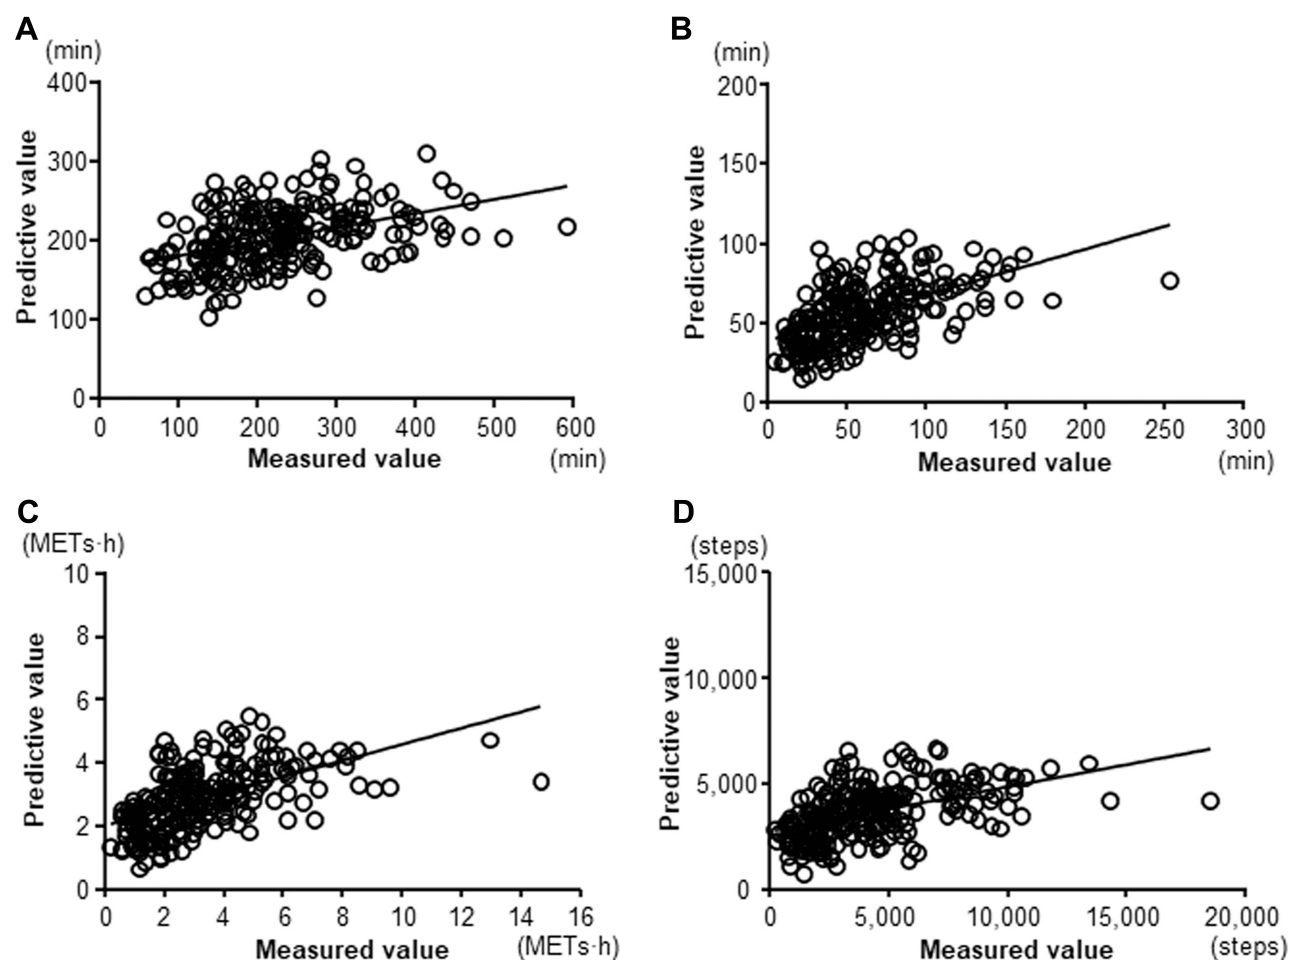 A
(min)
400
300
200
100
0
Predictive value
0 100 200 300 400 500 600
Measured value (min)
B
(min)
200
150
100
50
0
Predictive value
0 50 100 150 200 250 300
Measured value (min)
C
(METs·h)
10
8
6
4
2
0
Predictive value
0 2 4 6 8 10 12 14 16
Measured value (METs·h)
D
(steps)
15,000
10,000
5,000
0
Predictive value
0 5,000 10,000 15,000 20,000
Measured value (steps)